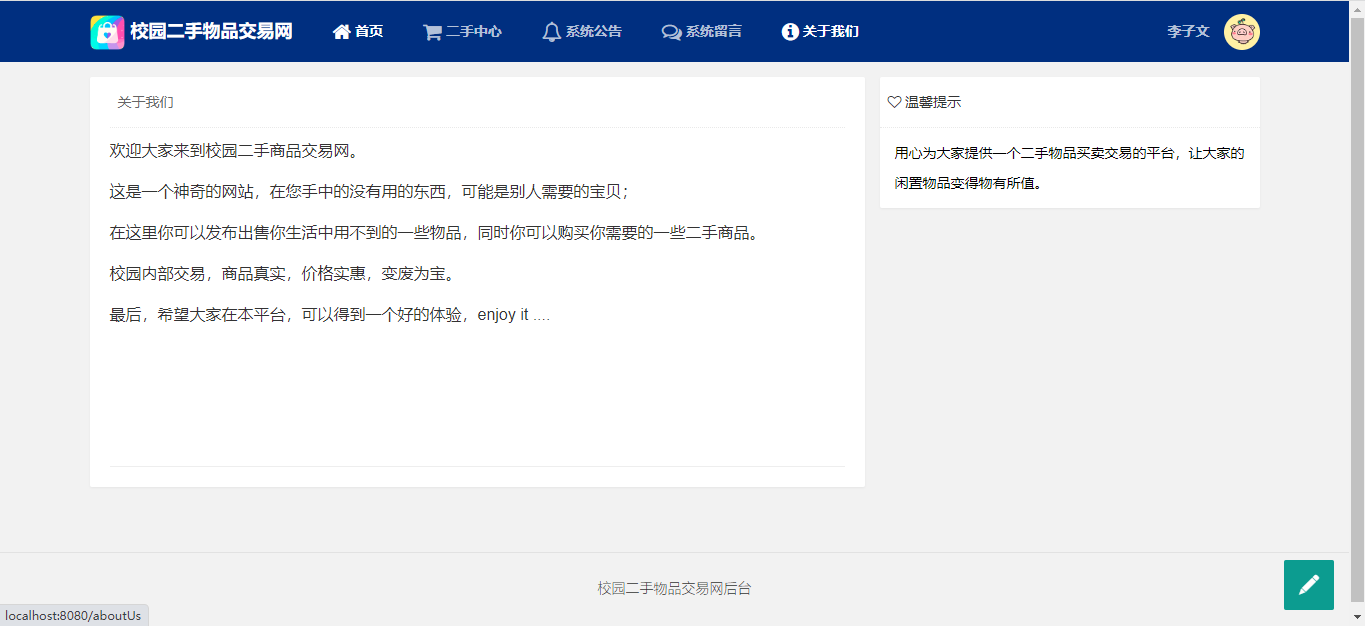 校园二手物品交易网
首页
二手中心
系统公告
系统留言
关于我们
李子文
关于我们
欢迎大家来到校园二手商品交易网。
这是一个神奇的网站，在您手中的没有用的东西，可能是别人需要的宝贝；
在这里你可以发布出售你生活中用不到的一些物品，同时你可以购买你需要的一些二手商品。
校园内部交易，商品真实，价格实惠，变废为宝。
最后，希望大家在本平台，可以得到一个好的体验，enjoy it ....
温馨提示
用心为大家提供一个二手物品买卖交易的平台，让大家的
闲置物品变得物有所值。
校园二手物品交易网后台
localhost:8080/aboutUs